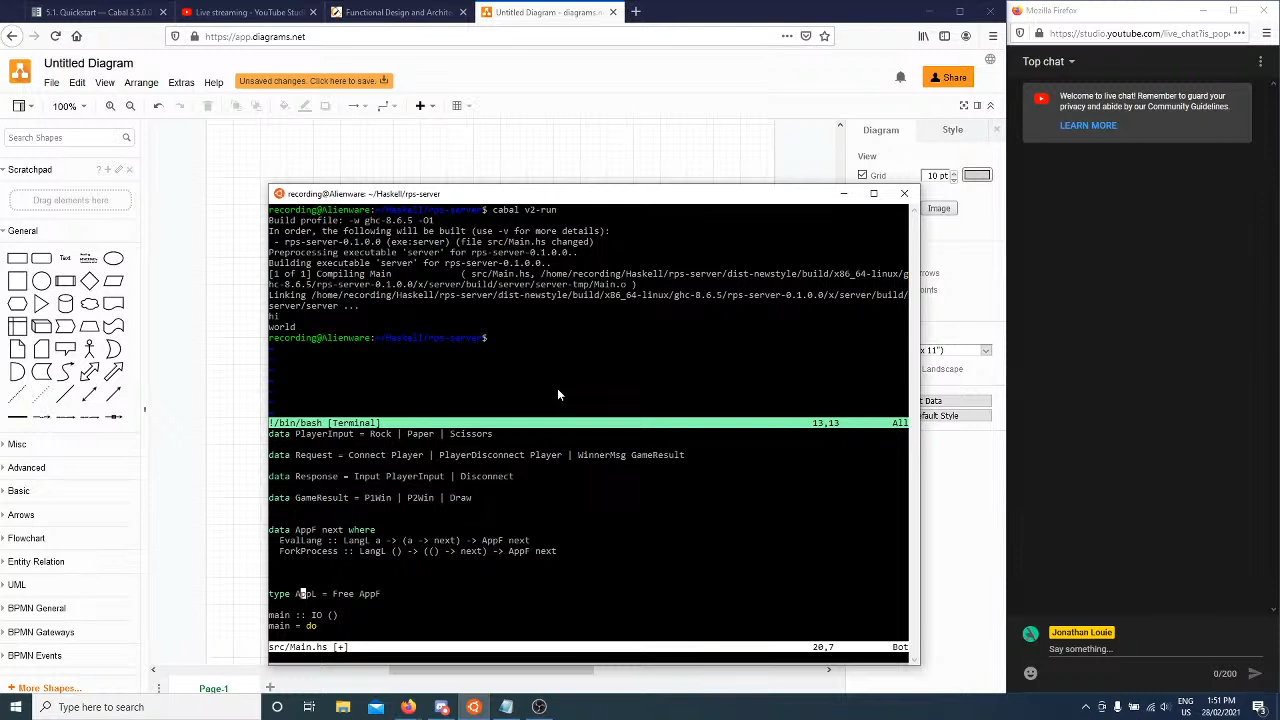 5.1. Quickstart — Cabal 3.5.0.0
Live streaming - YouTube Studio
Functional Design and Archite
Untitled Diagram - diagrams.net
Mozilla Firefox
https://app.diagrams.net
https://studio.youtube.com/live_chat?is_pop
Untitled Diagram
File Edit View Arrange Extras Help
Unsaved changes. Click here to save.
Share
100%
Search Shapes
Scratchpad
Drag elements here
General
Text
Misc
Advanced
Basic
Arrows
Flowchart
Entity Relation
UML
BPMN General
BPMN Gateways
BPMN Events
+ More Shapes...
Page-1
Diagram
Style
View
Grid
10 pt
Image
rrows
oints
x 11")
Landscape
t Data
efault Style
recording@Alienware: ~/Haskell/rps-server
recording@Alienware:~/Haskell/rps-server$ cabal v2-run
Build profile: -w ghc-8.6.5 -O1
In order, the following will be built (use -v for more details):
 - rps-server-0.1.0.0 (exe:server) (file src/Main.hs changed)
Preprocessing executable 'server' for rps-server-0.1.0.0..
Building executable 'server' for rps-server-0.1.0.0..
[1 of 1] Compiling Main             ( src/Main.hs, /home/recording/Haskell/rps-server/dist-newstyle/build/x86_64-linux/g
hc-8.6.5/rps-server-0.1.0.0/x/server/build/server/server-tmp/Main.o )
Linking /home/recording/Haskell/rps-server/dist-newstyle/build/x86_64-linux/ghc-8.6.5/rps-server-0.1.0.0/x/server/build/
server/server ...
hi
world
recording@Alienware:~/Haskell/rps-server$
!/bin/bash [Terminal] 13,13 All
data PlayerInput = Rock | Paper | Scissors
data Request = Connect Player | PlayerDisconnect Player | WinnerMsg GameResult
data Response = Input PlayerInput | Disconnect
data GameResult = P1Win | P2Win | Draw
data AppF next where
  EvalLang :: LangL a -> (a -> next) -> AppF next
  ForkProcess :: LangL () -> (() -> next) -> AppF next
type AppL = Free AppF
main :: IO ()
main = do
src/Main.hs [+] 20,7 Bot
Top chat
Welcome to live chat! Remember to guard your
privacy and abide by our Community Guidelines.
LEARN MORE
Jonathan Louie
Say something...
0/200
Type here to search
ENG
US
1:51 PM
28/02/2021